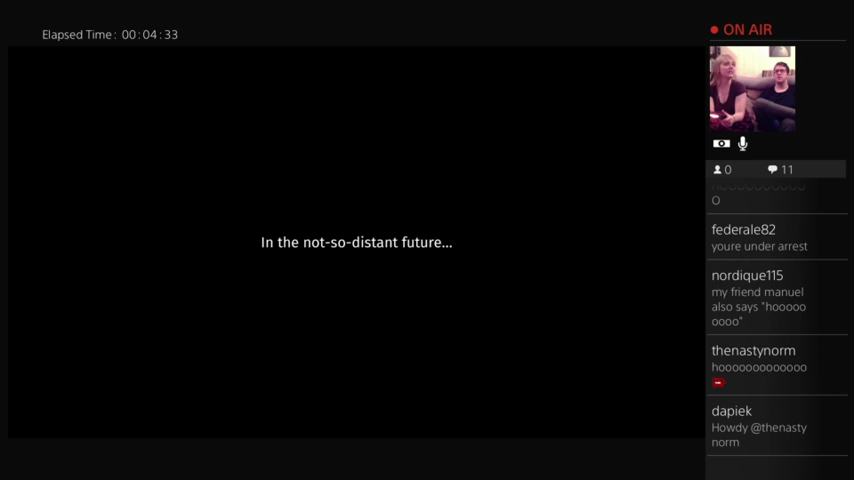 Elapsed Time: 00:04:33
ON AIR
0 11
O
federale82
youre under arrest
nordique115
my friend manuel
also says "hooooo
oooo"
In the not-so-distant future...
thenastynorm
hooooooooooooo
dapiek
Howdy @thenasty
norm